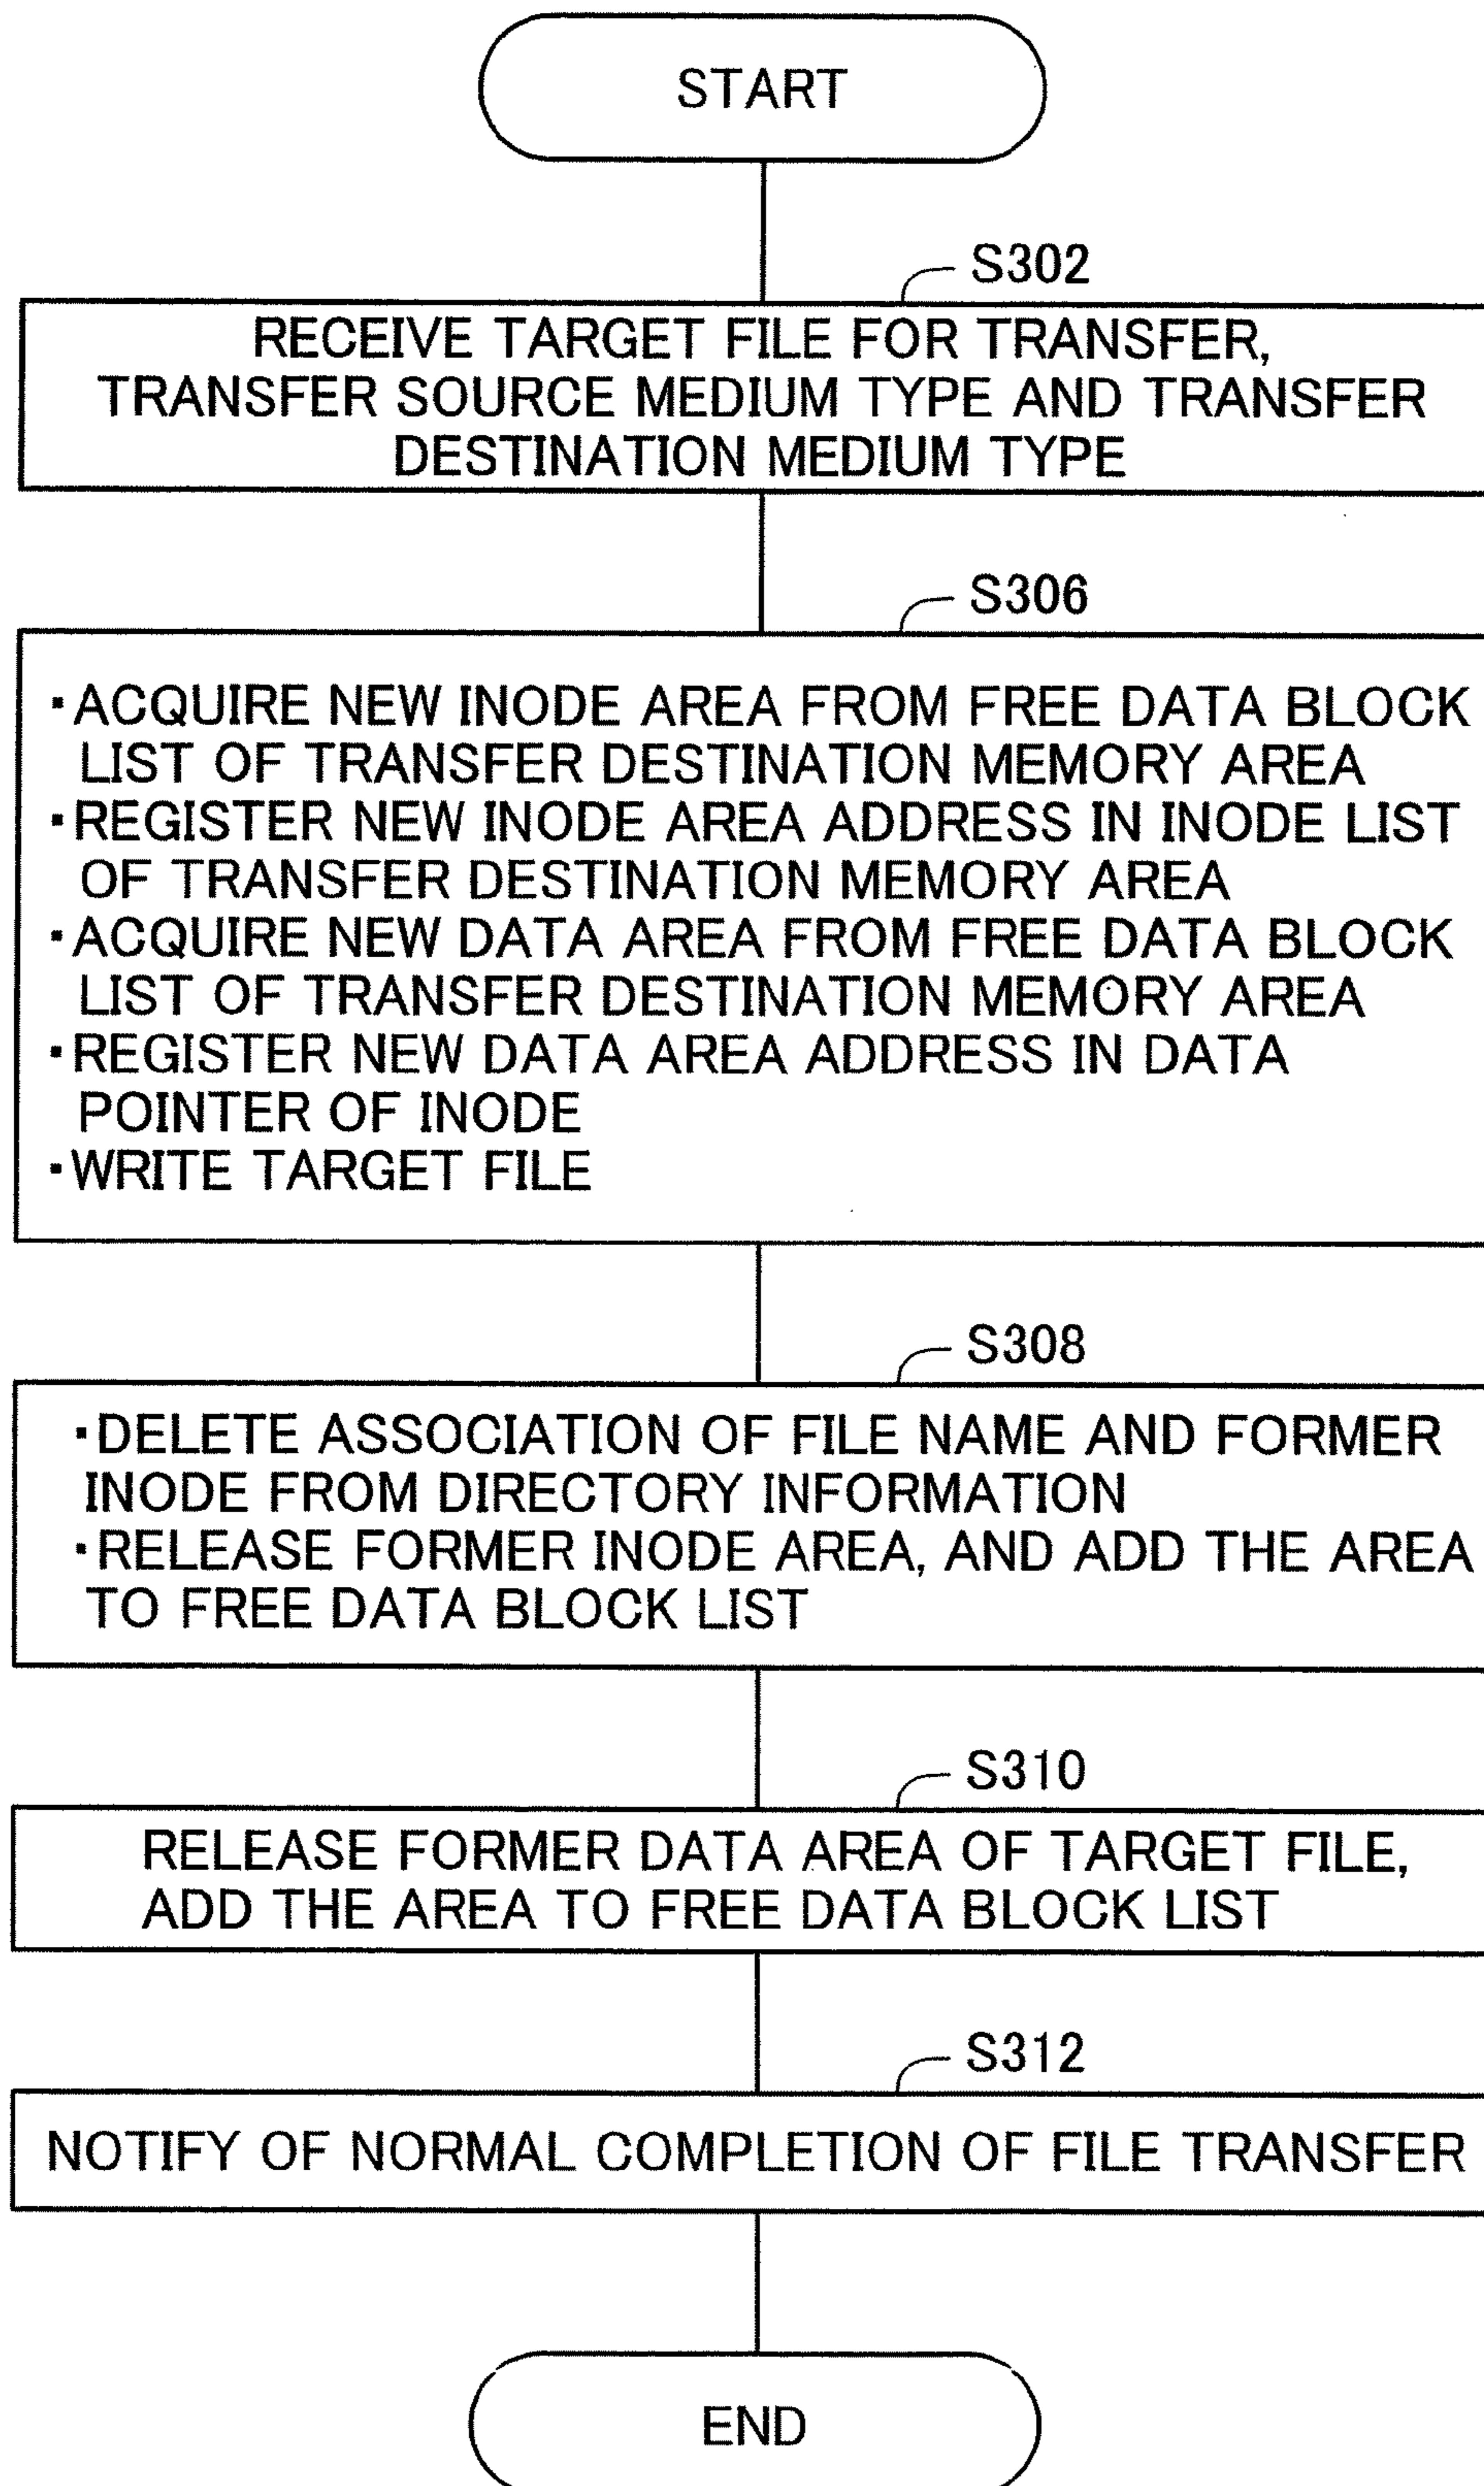 START
S302
RECEIVE TARGET FILE FOR TRANSFER,
TRANSFER SOURCE MEDIUM TYPE AND TRANSFER
DESTINATION MEDIUM TYPE
S306
・ACQUIRE NEW INODE AREA FROM FREE DATA BLOCK
LIST OF TRANSFER DESTINATION MEMORY AREA
・REGISTER NEW INODE AREA ADDRESS IN INODE LIST
OF TRANSFER DESTINATION MEMORY AREA
・ACQUIRE NEW DATA AREA FROM FREE DATA BLOCK
LIST OF TRANSFER DESTINATION MEMORY AREA
・REGISTER NEW DATA AREA ADDRESS IN DATA
POINTER OF INODE
・WRITE TARGET FILE
S308
・DELETE ASSOCIATION OF FILE NAME AND FORMER
INODE FROM DIRECTORY INFORMATION
・RELEASE FORMER INODE AREA, AND ADD THE AREA
TO FREE DATA BLOCK LIST
S310
RELEASE FORMER DATA AREA OF TARGET FILE,
ADD THE AREA TO FREE DATA BLOCK LIST
S312
NOTIFY OF NORMAL COMPLETION OF FILE TRANSFER
END